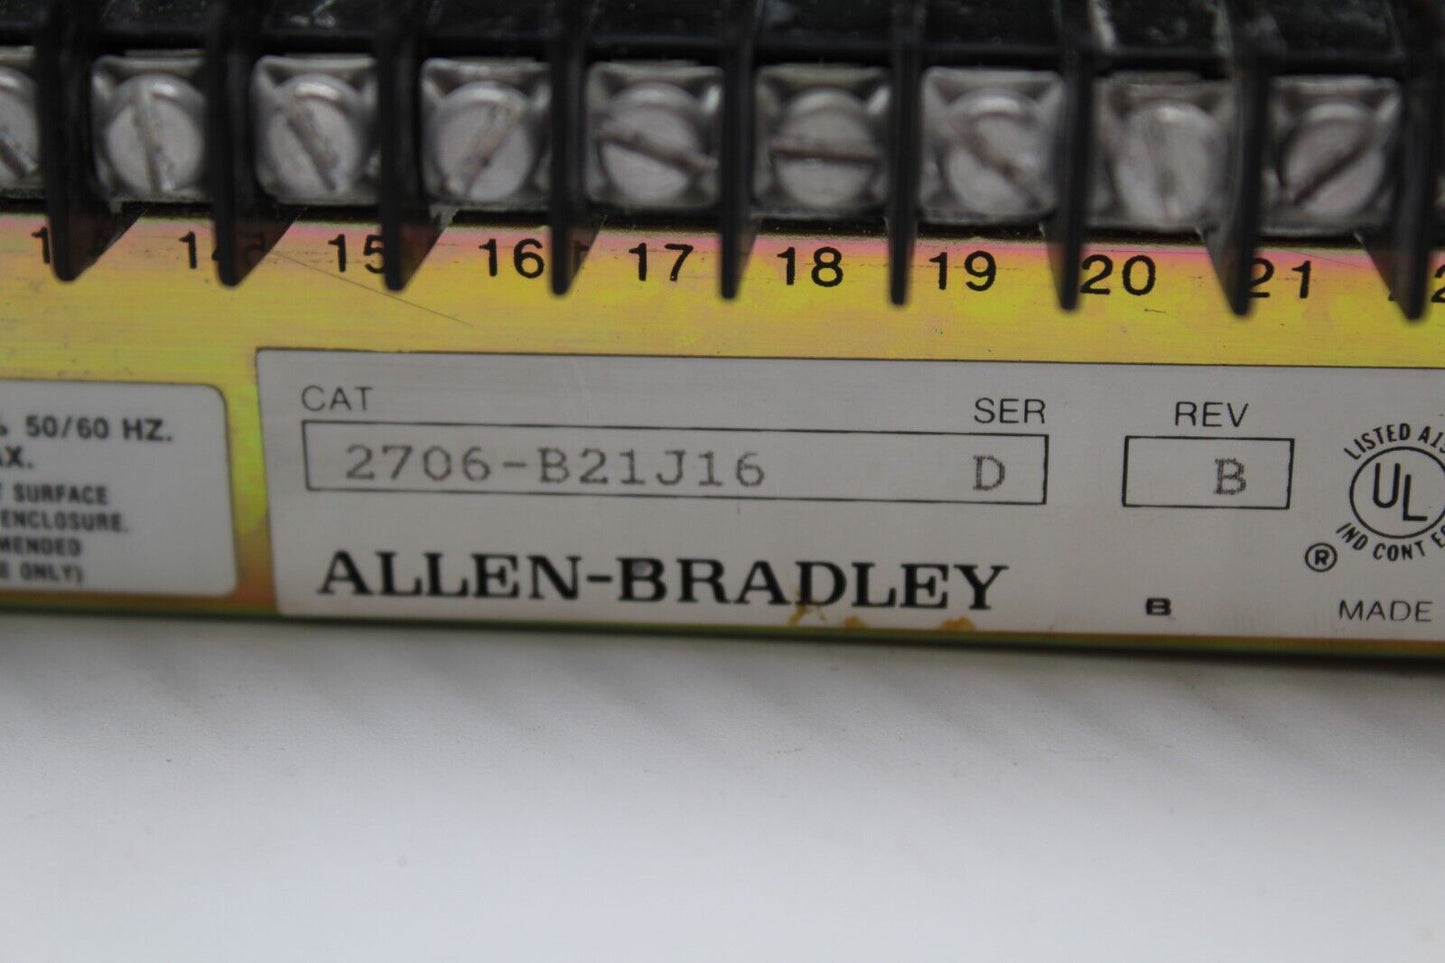 14 15 16 17 18 19 20 21
50/60 HZ.
SURFACE
ENCLOSURE.
ONLY)
CAT SER REV
2706-B21J16 D B
ALLEN-BRADLEY B
LISTED
UL
IND CONT
®
MADE